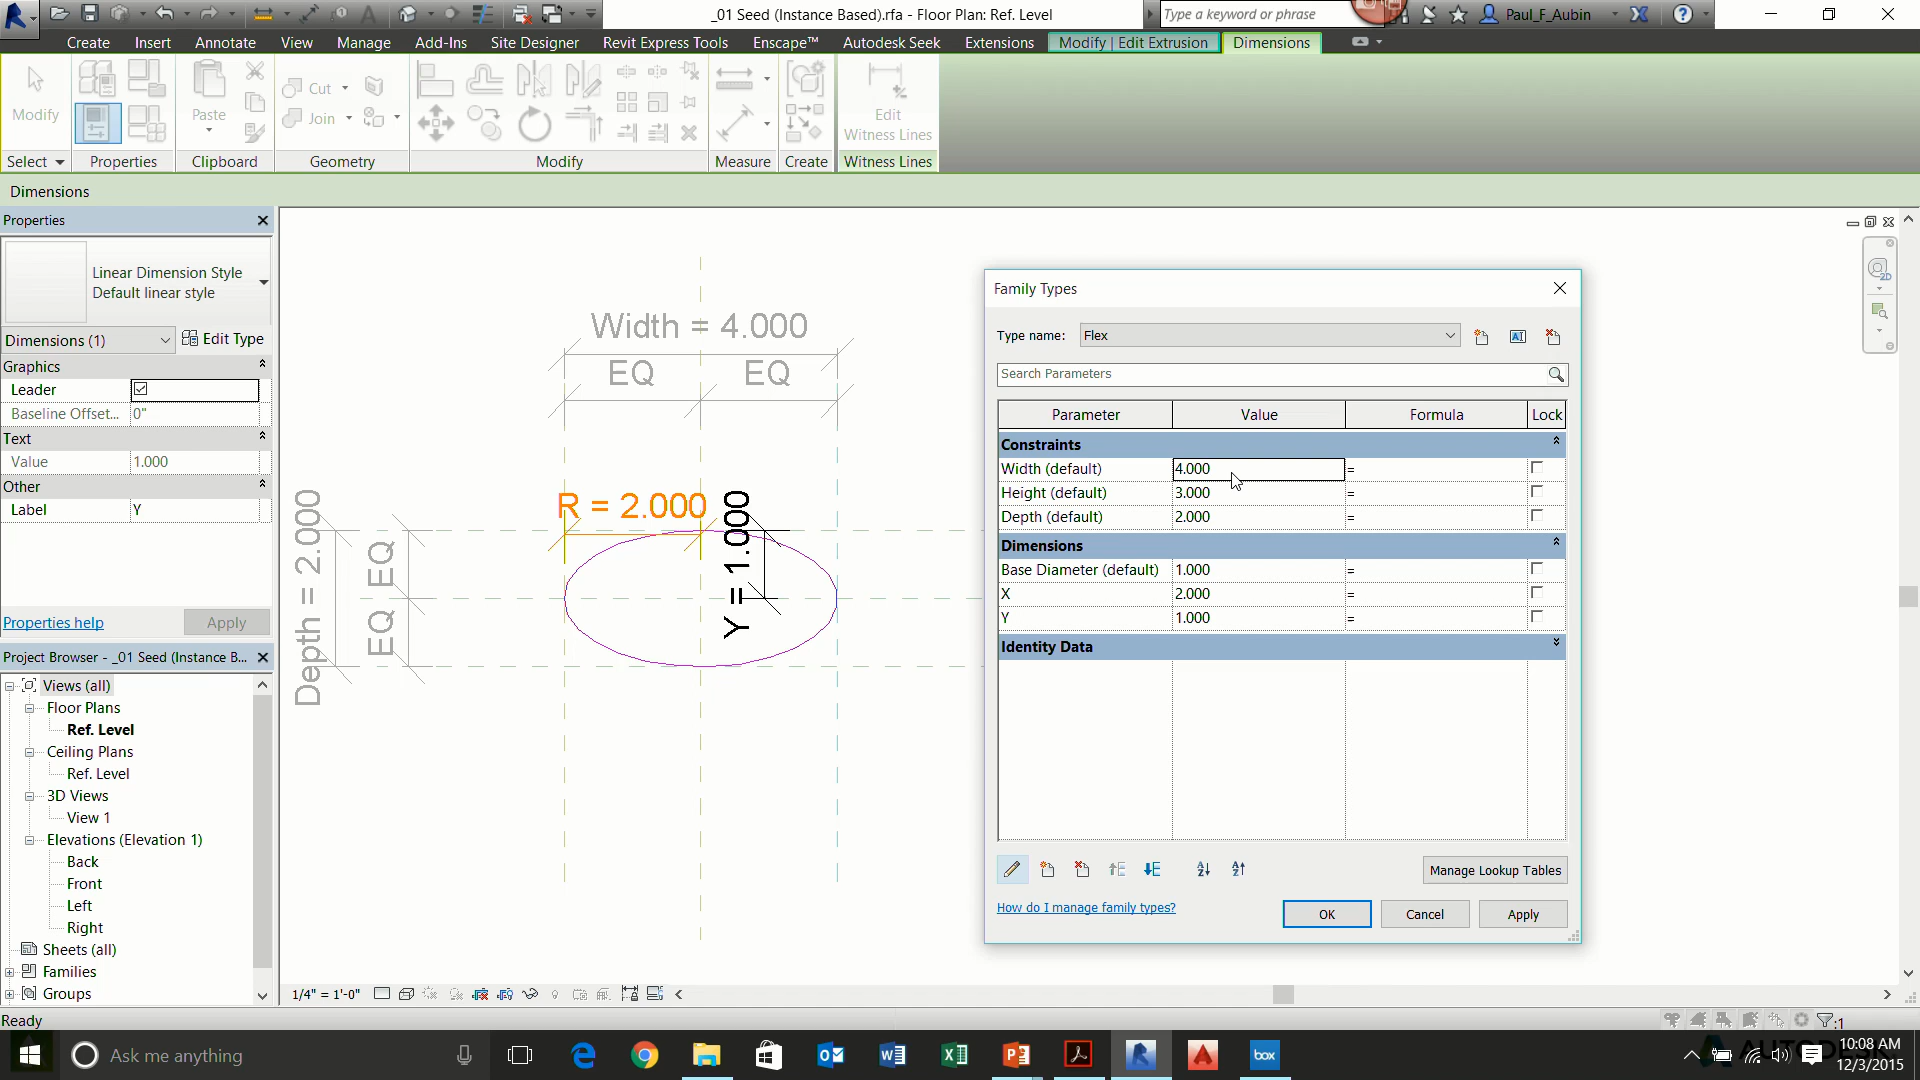 _01 Seed (Instance Based).rfa - Floor Plan: Ref. Level
Type a keyword or phrase
Paul_F_Aubin
Create Insert Annotate View Manage Add-Ins Site Designer Revit Express Tools Enscape™ Autodesk Seek Extensions Modify | Edit Extrusion Dimensions
Modify
Paste
Cut
Join
Edit
Witness Lines
Select Properties Clipboard Geometry Modify Measure Create Witness Lines
Dimensions
Properties
Linear Dimension Style
Default linear style
Dimensions (1) Edit Type
Graphics
Leader
Baseline Offset... 0"
Text
Value 1.000
Other
Label Y
Properties help Apply
Project Browser - _01 Seed (Instance B...
Views (all)
Floor Plans
Ref. Level
Ceiling Plans
Ref. Level
3D Views
View 1
Elevations (Elevation 1)
Back
Front
Left
Right
Sheets (all)
Families
Groups
Width = 4.000
EQ EQ
R = 2.000
Y = 1.000
Depth = 2.000
EQ EQ
Family Types
Type name: Flex
Search Parameters
Parameter Value Formula Lock
Constraints
Width (default) 4.000 =
Height (default) 3.000 =
Depth (default) 2.000 =
Dimensions
Base Diameter (default) 1.000 =
X 2.000 =
Y 1.000 =
Identity Data
Manage Lookup Tables
How do I manage family types?
OK Cancel Apply
1/4" = 1'-0"
Ready
:1
Ask me anything
box
10:08 AM
12/3/2015